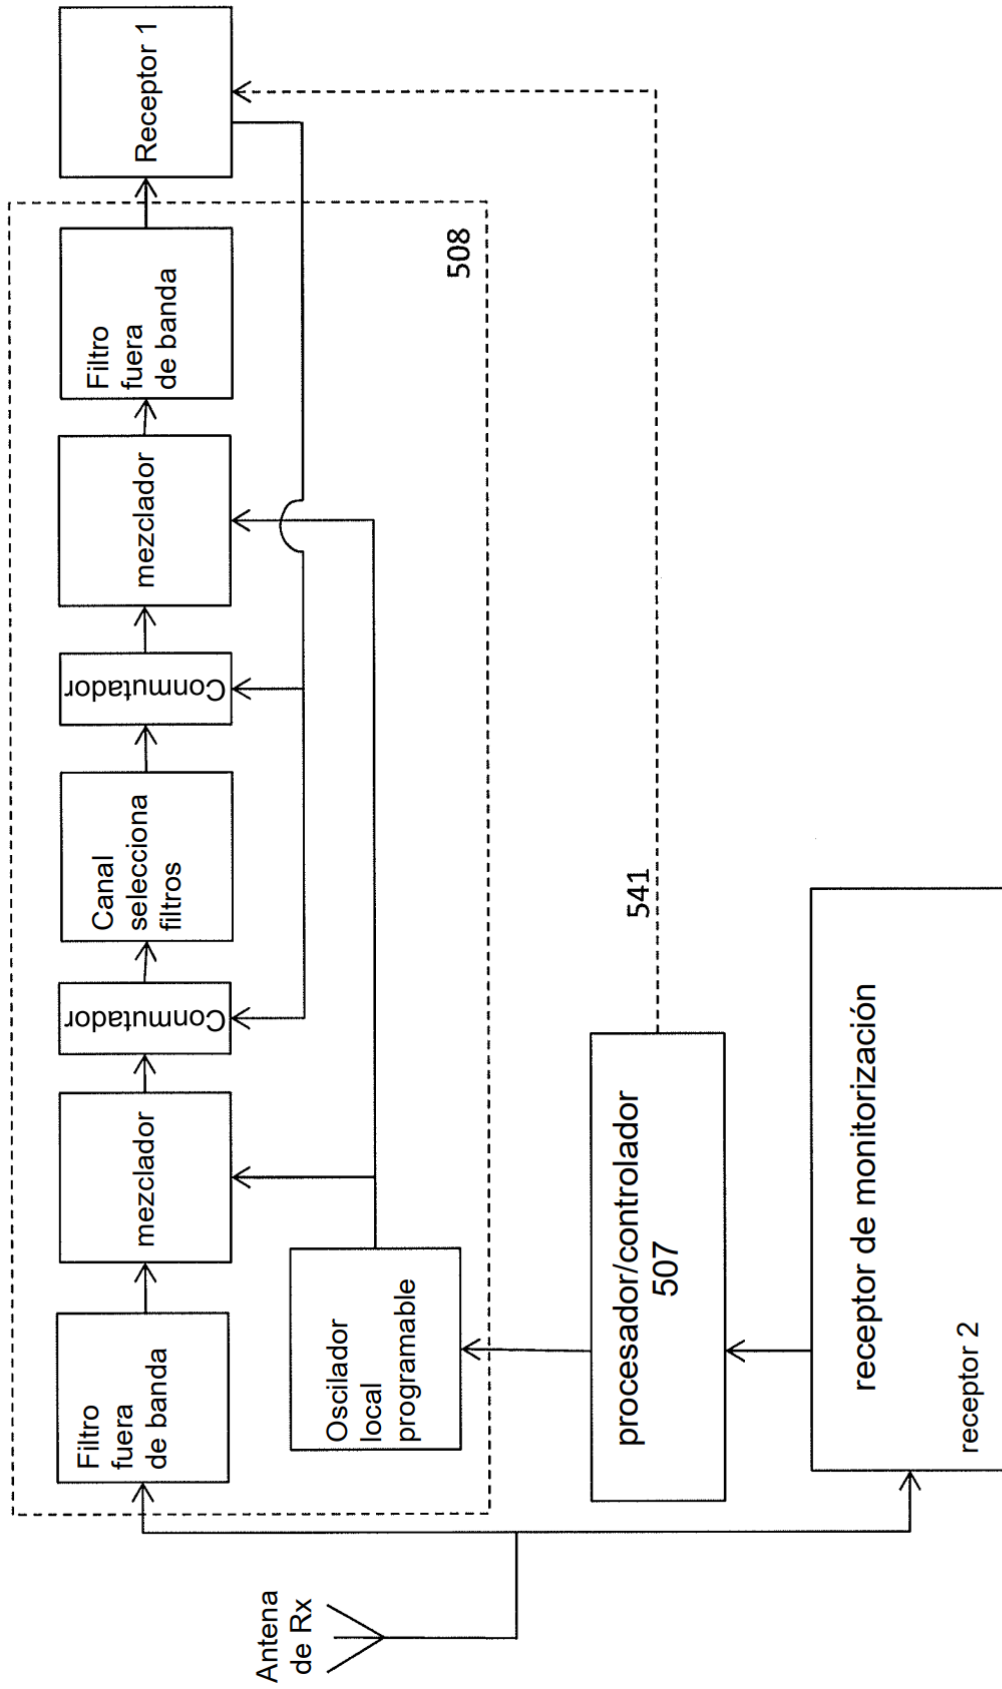 Antena
de Rx
Filtro
fuera
de banda
mezclador
Conmutador
Canal
selecciona
filtros
Conmutador
mezclador
Filtro
fuera
de banda
Receptor 1
Oscilador
local
programable
508
procesador/controlador
507
541
receptor de monitorización
receptor 2